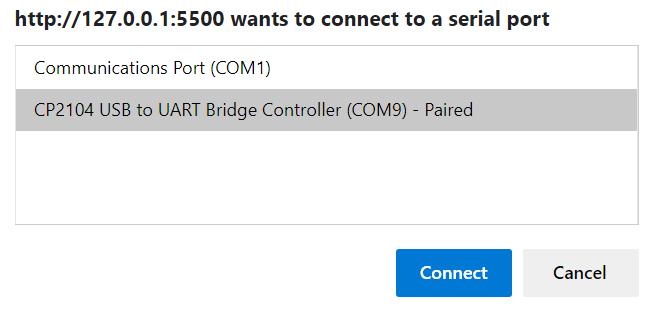 http://127.0.0.1:5500 wants to connect to a serial port
Communications Port (COM1)
CP2104 USB to UART Bridge Controller (COM9) - Paired
Connect
Cancel